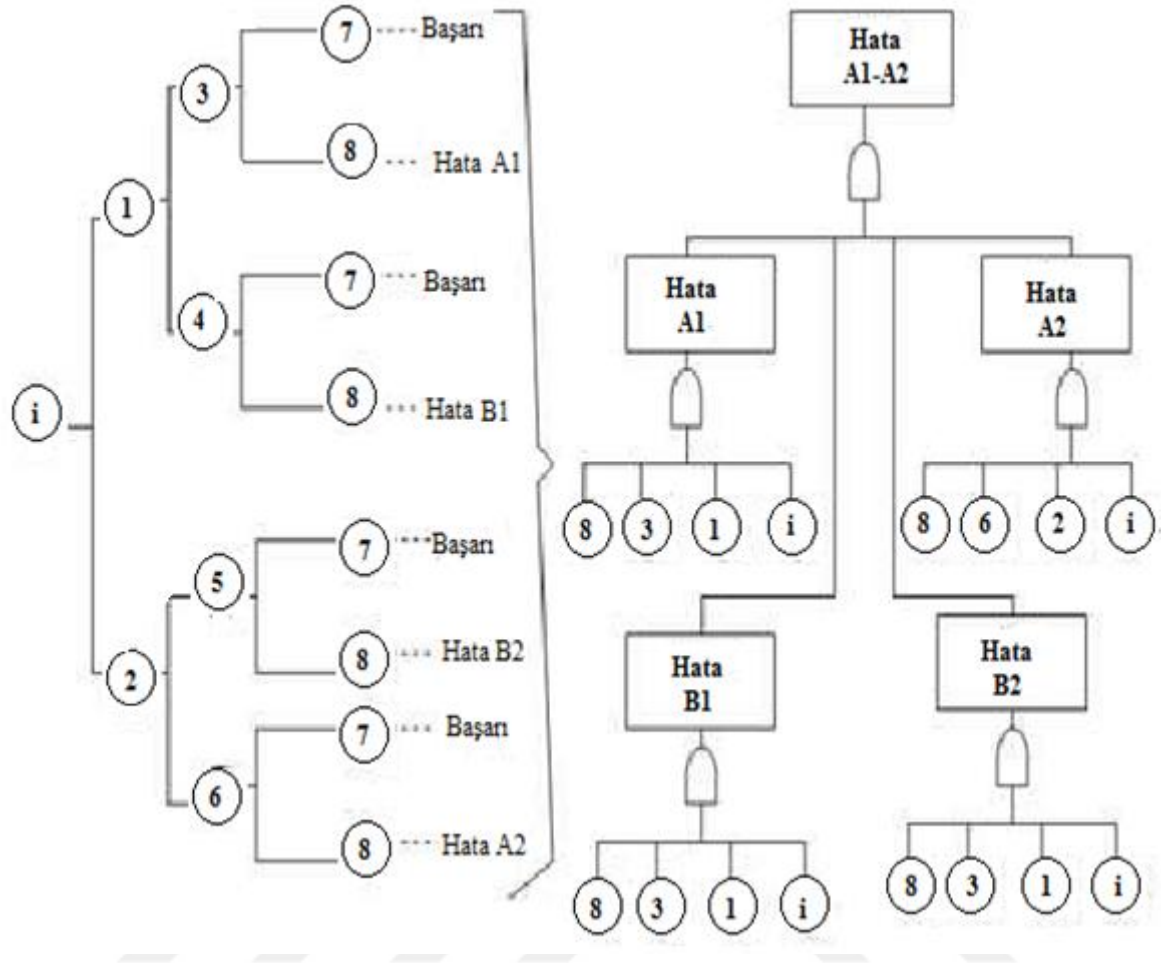 i
1
2
3
4
5
6
7 Başarı
8 Hata A1
7 Başarı
8 Hata B1
7 Başarı
8 Hata B2
7 Başarı
8 Hata A2
Hata
A1-A2
Hata
A1
Hata
A2
8 3 1 i
8 6 2 i
Hata
B1
Hata
B2
8 3 1 i
8 3 1 i